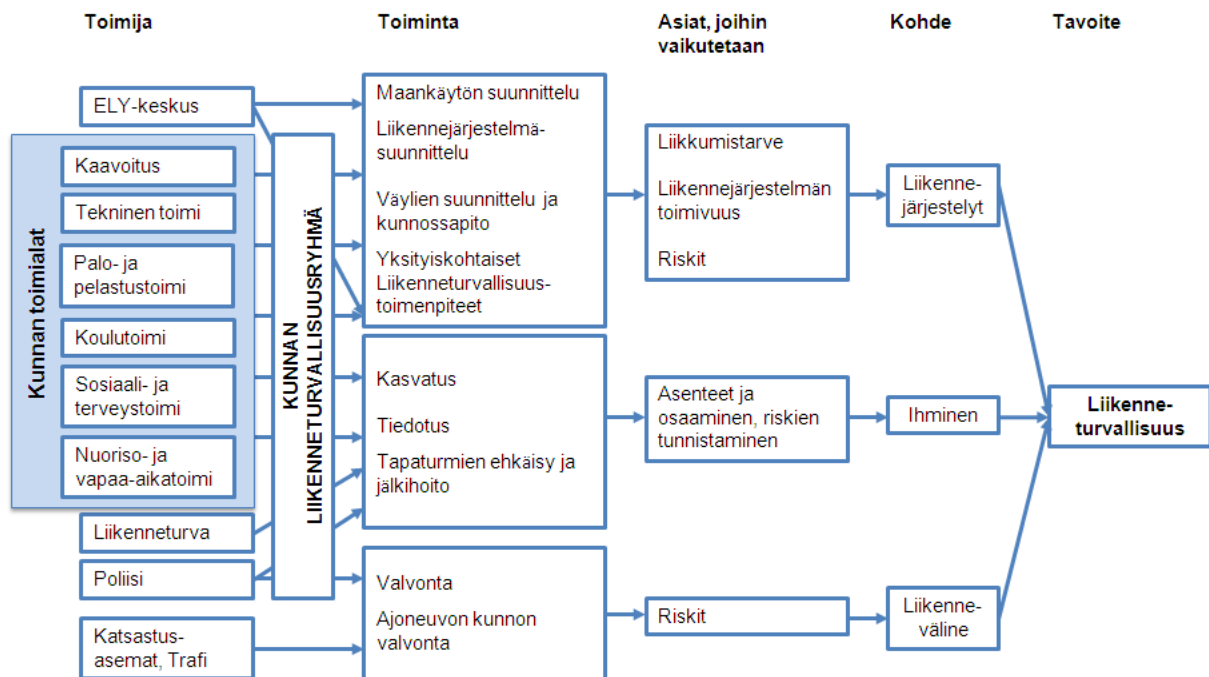 Toimija
Toiminta
Asiat, joihin
vaikutetaan
Kohde
Tavoite
ELY-keskus
Kunnan toimialat
Kaavoitus
Tekninen toimi
Palo- ja
pelastustoimi
Koulutoimi
Sosiaali- ja
terveystoimi
Nuoriso- ja
vapaa-aikatoimi
Liikenneturva
Poliisi
Katsastus-
asemat, Trafi
KUNNAN
LIIKENNETURVALLISUUSRYHMÄ
Maankäytön suunnittelu
Liikennejärjestelmä-
suunnittelu
Väylien suunnittelu ja
kunnossapito
Yksityiskohtaiset
Liikenneturvallisuus-
toimenpiteet
Kasvatus
Tiedotus
Tapaturmien ehkäisy ja
jälkihoito
Valvonta
Ajoneuvon kunnon
valvonta
Liikkumistarve
Liikennejärjestelmän
toimivuus
Riskit
Asenteet ja
osaaminen, riskien
tunnistaminen
Riskit
Liikenne-
järjestelyt
Ihminen
Liikenne-
väline
Liikenne-
turvallisuus